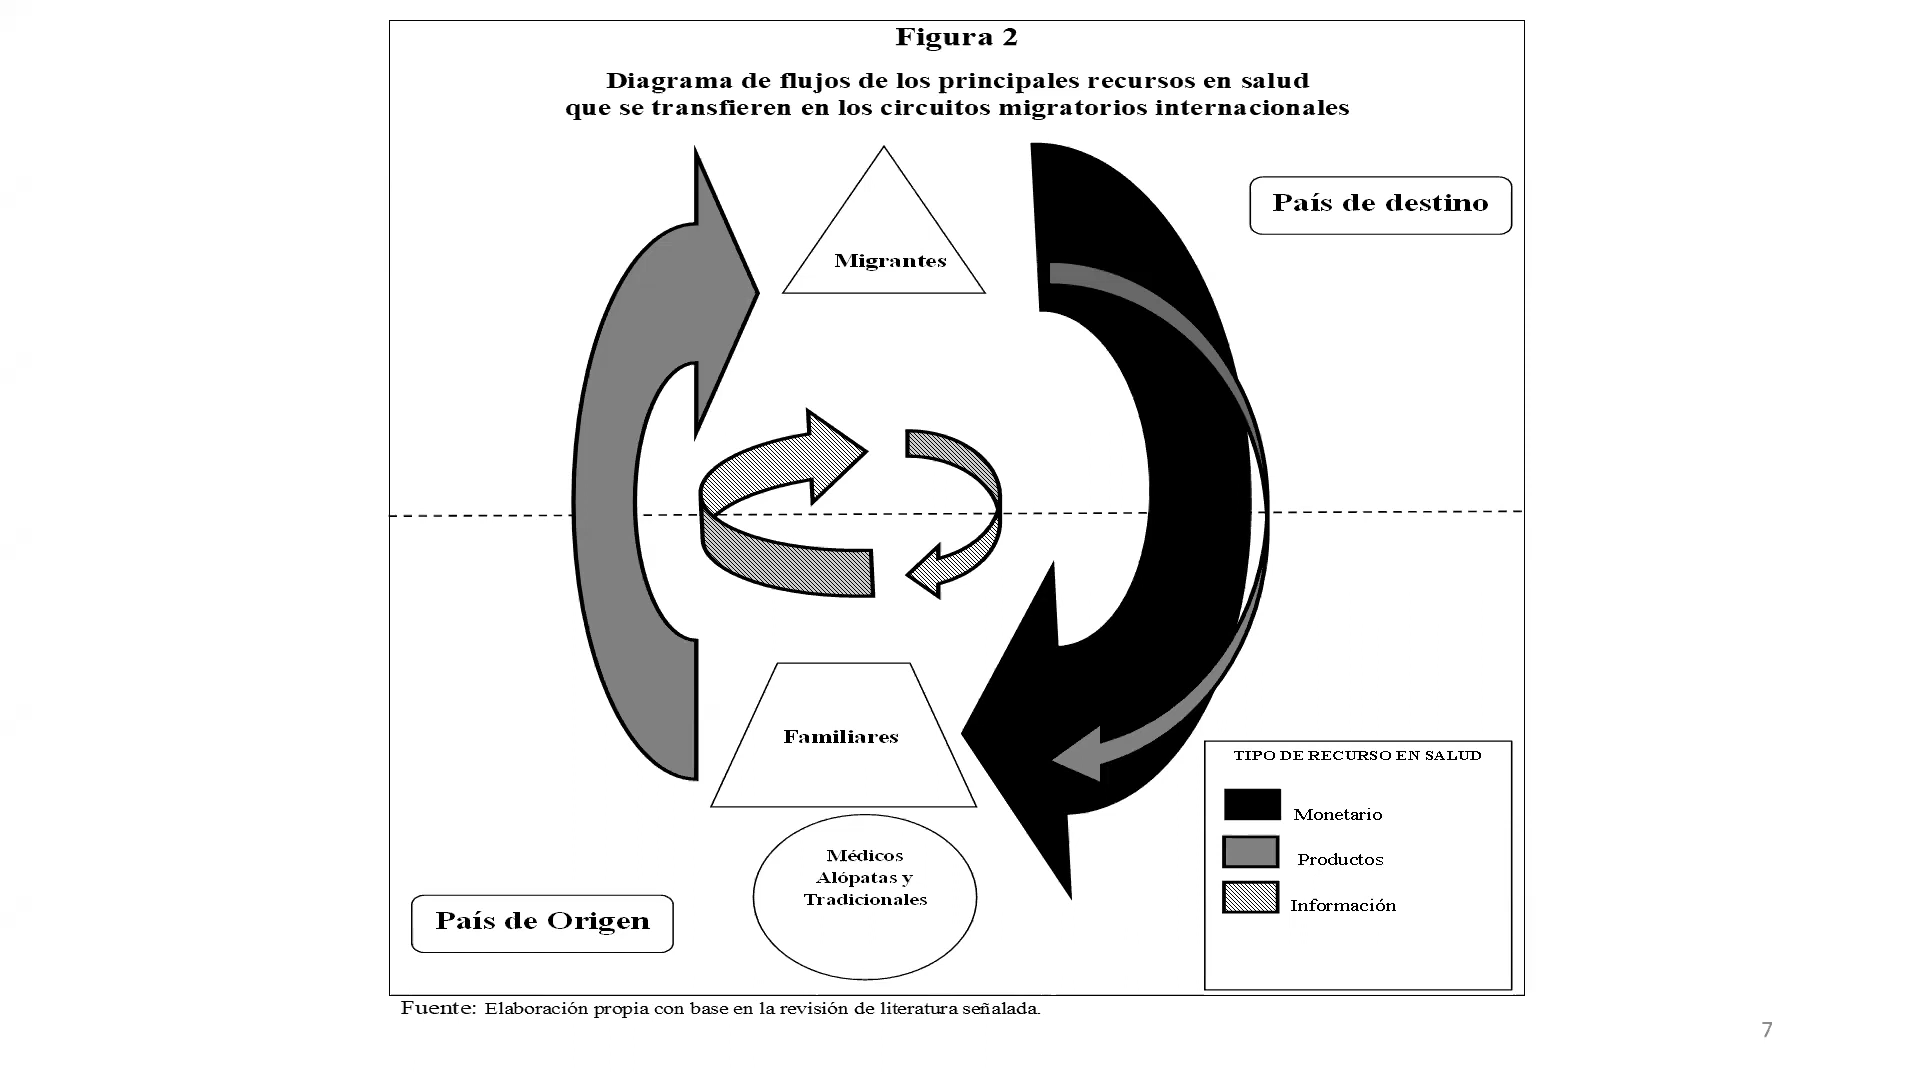 Figura 2
Diagrama de flujos de los principales recursos en salud
que se transfieren en los circuitos migratorios internacionales
País de destino
Migrantes
Familiares
Médicos
Alópatas y
Tradicionales
País de Origen
TIPO DE RECURSO EN SALUD
Monetario
Productos
Información
Fuente: Elaboración propia con base en la revisión de literatura señalada.
7